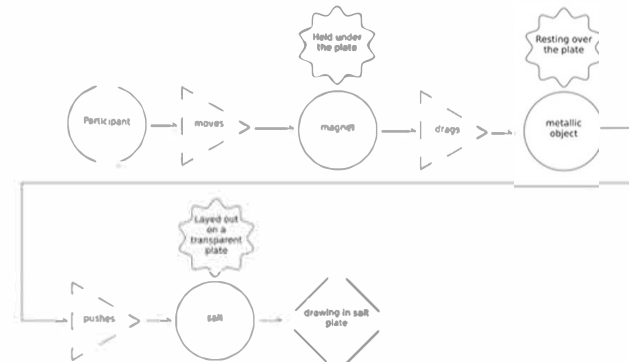 Held under
the plate
Resting over
the plate
Participant
moves
magnet
drags
metallic
object
Layed out
on a
transparent
plate
pushes
salt
drawing in salt
plate